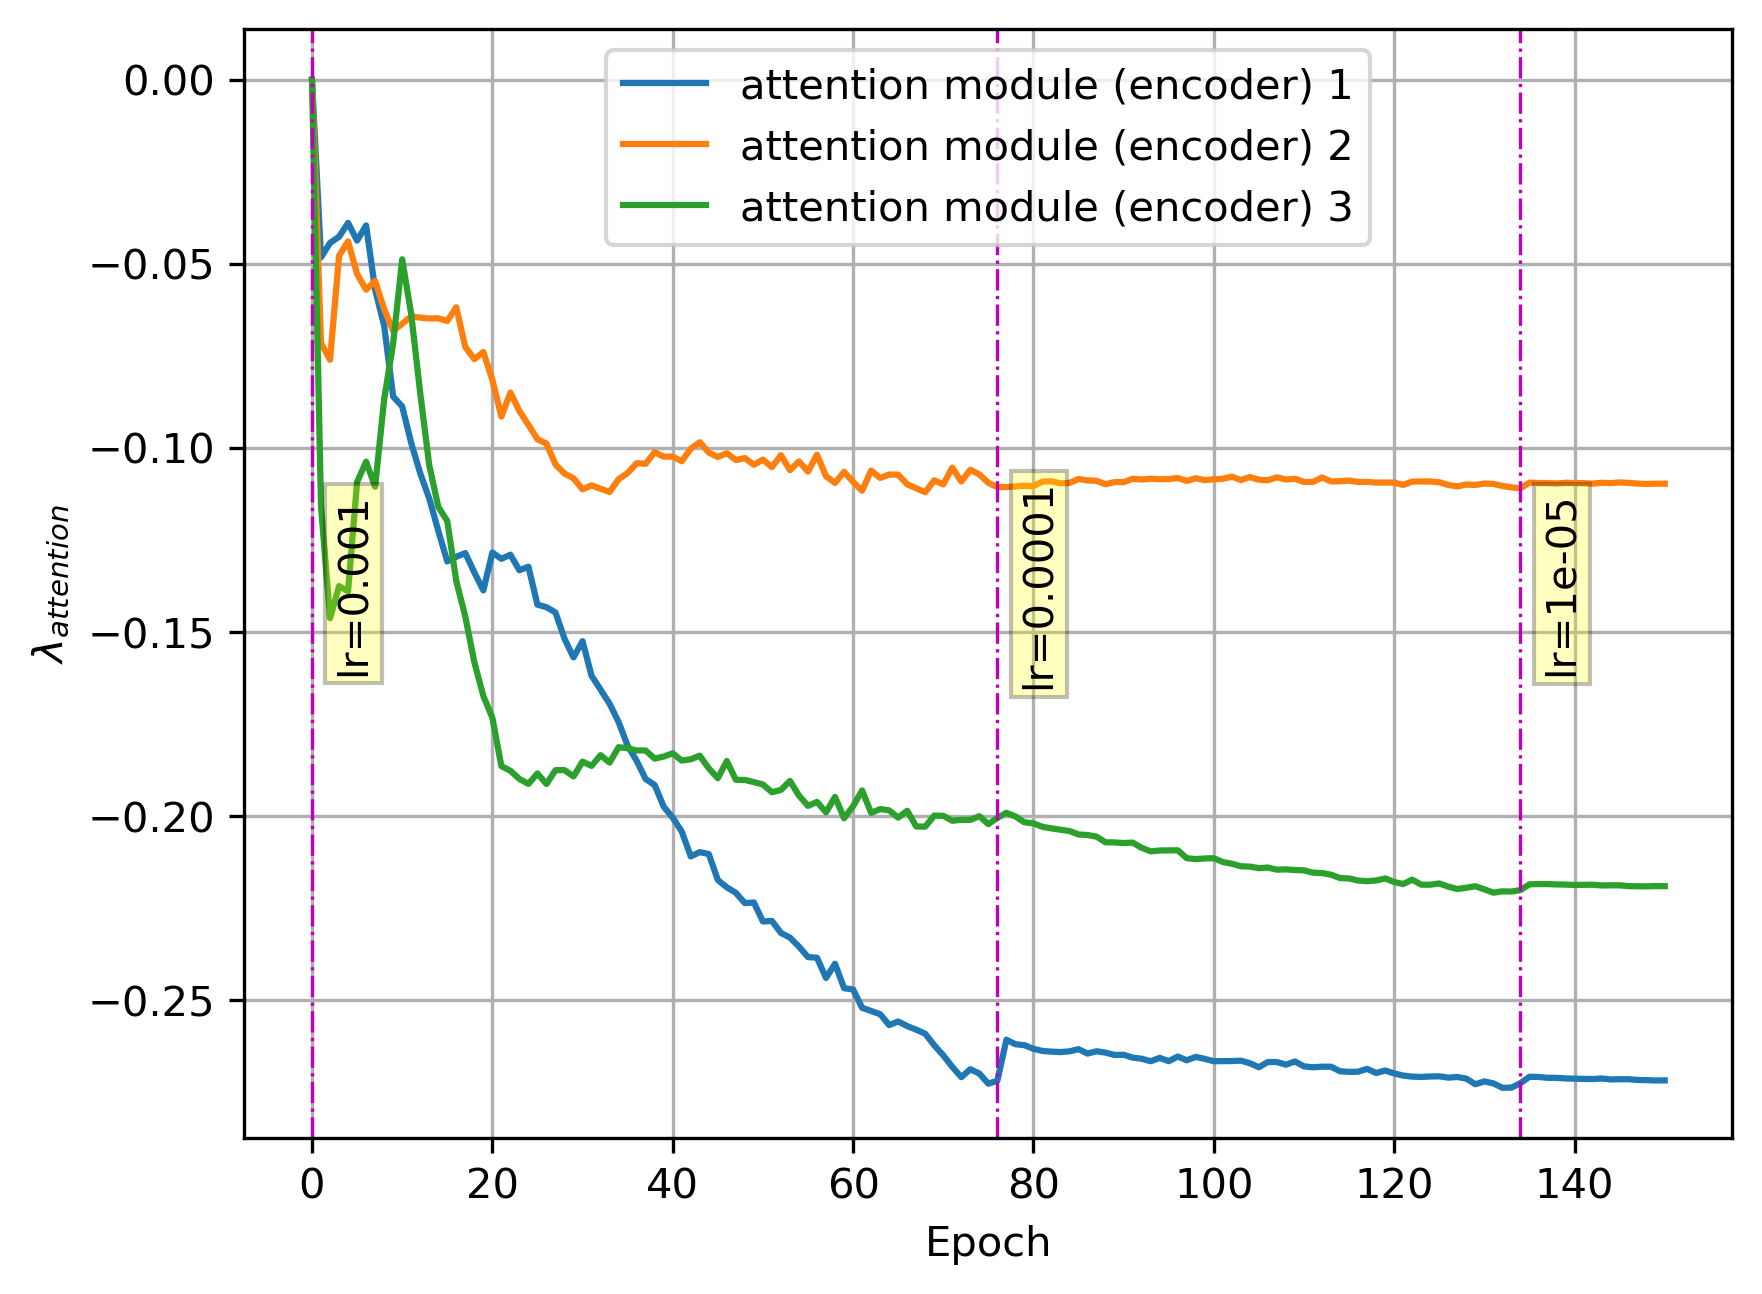 attention module (encoder) 1
attention module (encoder) 2
attention module (encoder) 3
0.00
−0.05
−0.10
−0.15
−0.20
−0.25
λattention
lr=0.001
lr=0.0001
lr=1e-05
0 20 40 60 80 100 120 140
Epoch